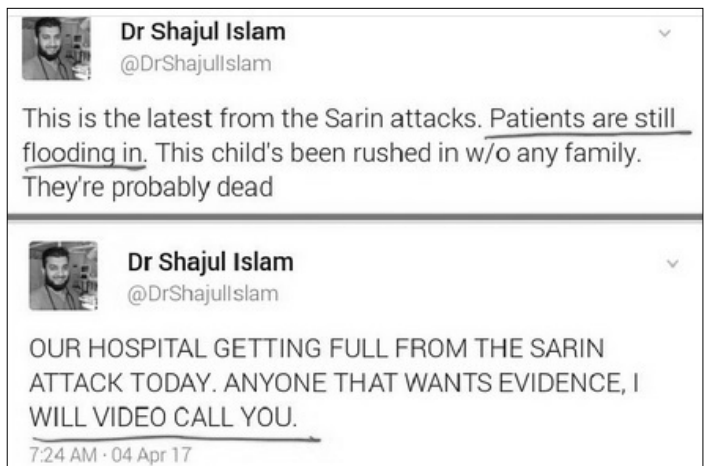 Dr Shajul Islam
@DrShajulIslam
This is the latest from the Sarin attacks. Patients are still
flooding in. This child's been rushed in w/o any family.
They're probably dead
Dr Shajul Islam
@DrShajulIslam
OUR HOSPITAL GETTING FULL FROM THE SARIN
ATTACK TODAY. ANYONE THAT WANTS EVIDENCE, I
WILL VIDEO CALL YOU.
7:24 AM · 04 Apr 17